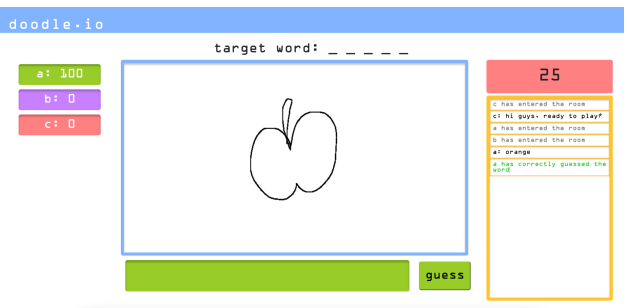 doodle.io
target word: _ _ _ _ _
a: 100
b: 0
c: 0
25
c has entered the room
c: hi guys, ready to play?
a has entered the room
b has entered the room
a: orange
a has correctly guessed the
word
guess